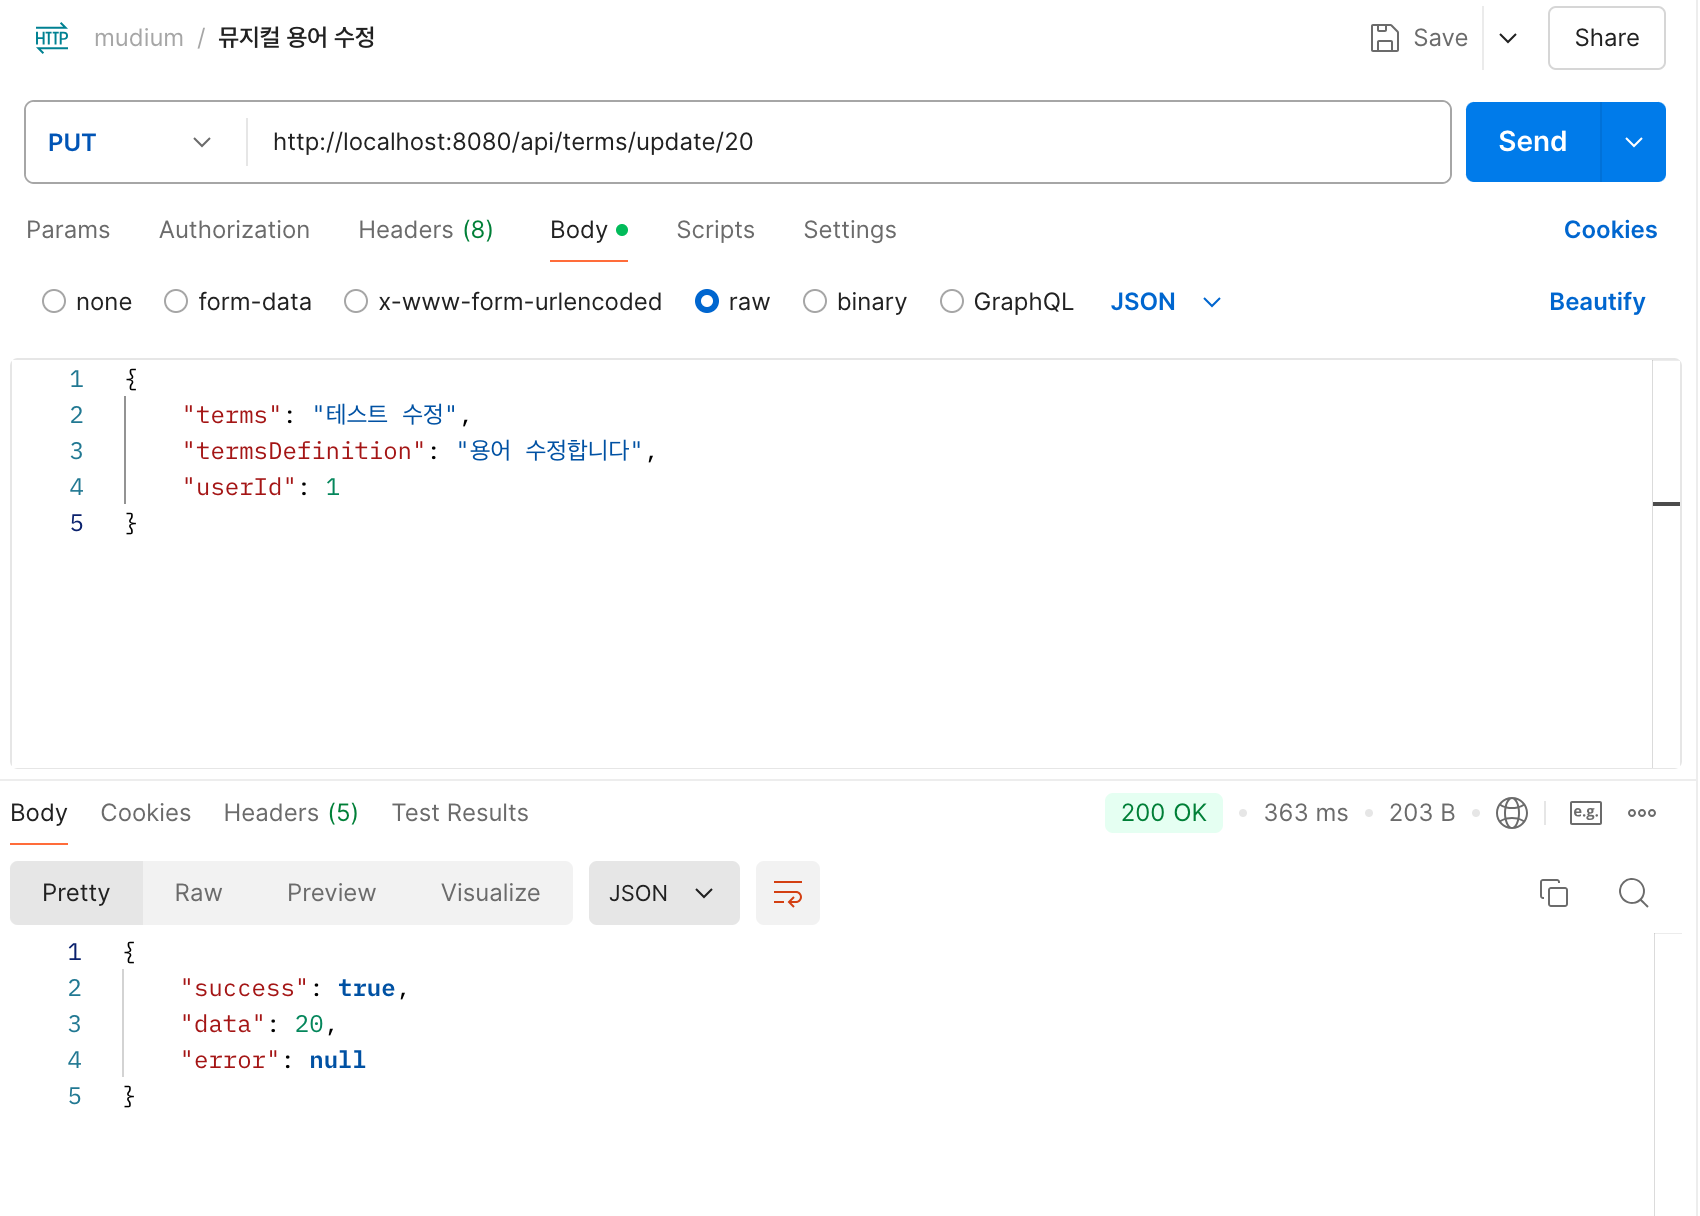 HTTP mudium / 뮤지컬 용어 수정 Save Share
PUT http://localhost:8080/api/terms/update/20 Send
Params Authorization Headers (8) Body Scripts Settings Cookies
none form-data x-www-form-urlencoded raw binary GraphQL JSON Beautify
1 {
2 "terms": "테스트 수정",
3 "termsDefinition": "용어 수정합니다",
4 "userId": 1
5 }
Body Cookies Headers (5) Test Results 200 OK 363 ms 203 B e.g.
Pretty Raw Preview Visualize JSON
1 {
2 "success": true,
3 "data": 20,
4 "error": null
5 }